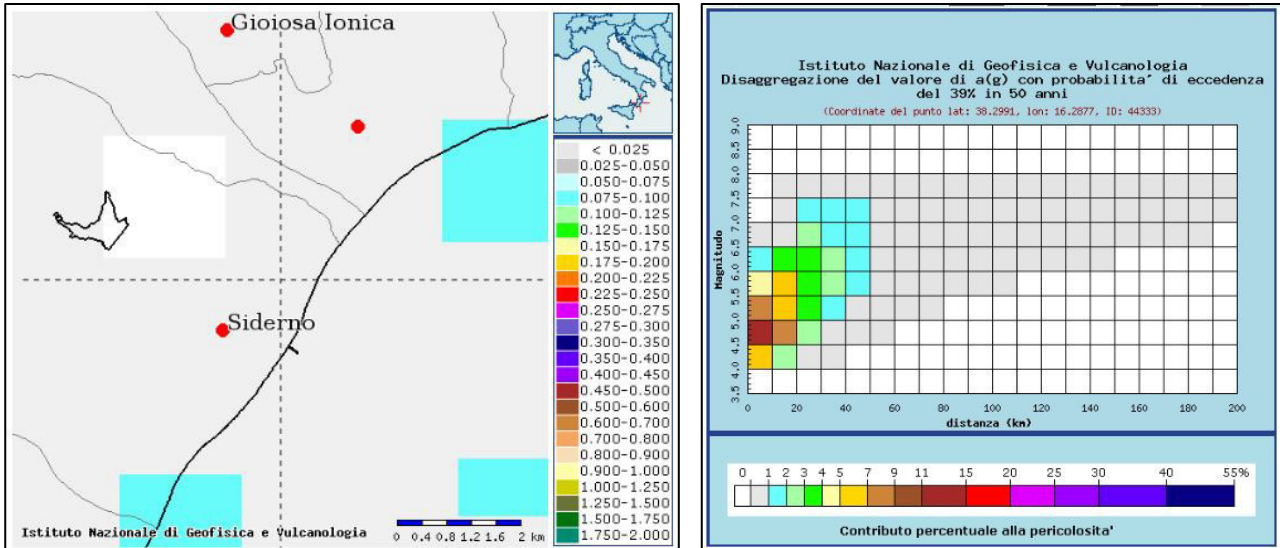 Gioiosa Ionica
Siderno
Istituto Nazionale di Geofisica e Vulcanologia
0 0.4 0.8 1.2 1.6 2 km
< 0.025
0.025-0.050
0.050-0.075
0.075-0.100
0.100-0.125
0.125-0.150
0.150-0.175
0.175-0.200
0.200-0.225
0.225-0.250
0.250-0.275
0.275-0.300
0.300-0.350
0.350-0.400
0.400-0.450
0.450-0.500
0.500-0.600
0.600-0.700
0.700-0.800
0.800-0.900
0.900-1.000
1.000-1.250
1.250-1.500
1.500-1.750
1.750-2.000
Istituto Nazionale di Geofisica e Vulcanologia
Disaggregazione del valore di a(g) con probabilita' di eccedenza
del 39% in 50 anni
(Coordinate del punto lat: 38.2991, lon: 16.2877, ID: 44333)
Magnitudo
9.0
8.5
8.0
7.5
7.0
6.5
6.0
5.5
5.0
4.5
4.0
3.5
0 20 40 60 80 100 120 140 160 180 200
distanza (km)
0 1 2 3 4 5 7 9 11 15 20 25 30 40 55%
Contributo percentuale alla pericolosita'